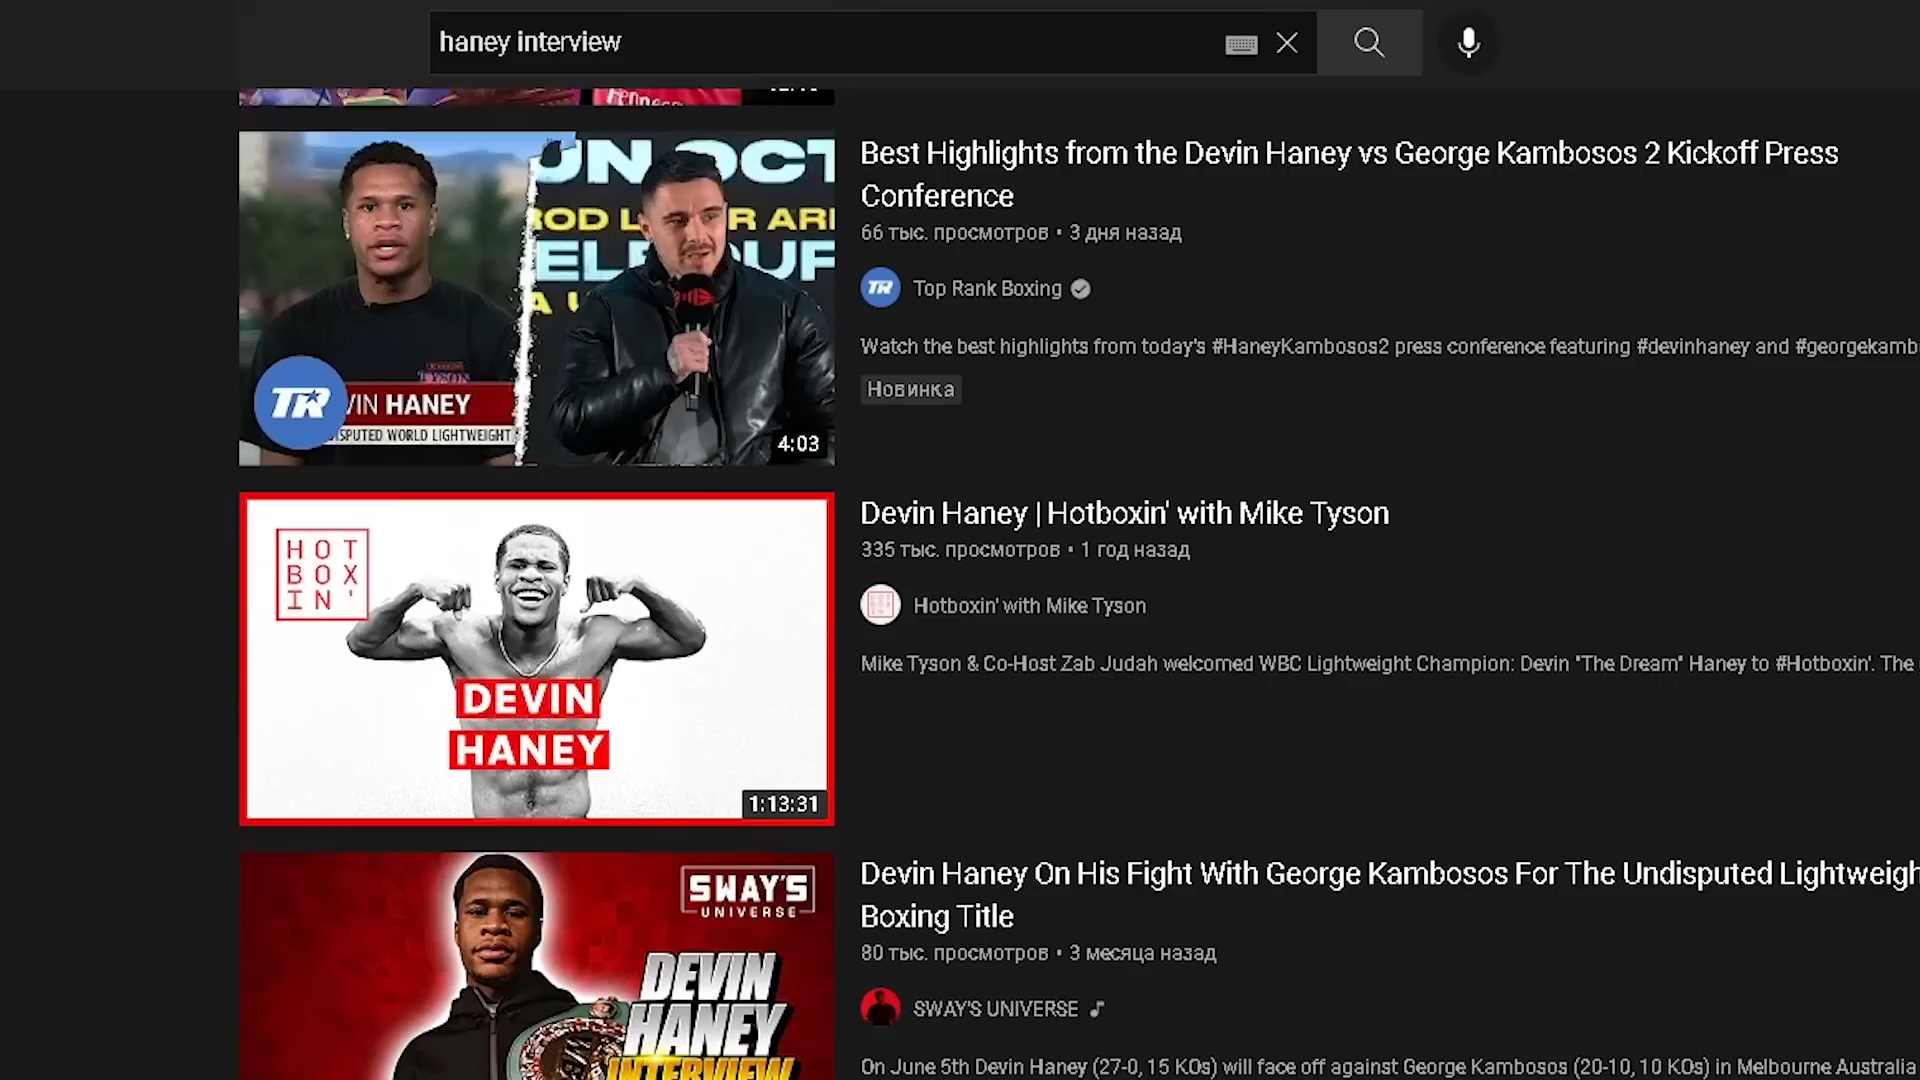 haney interview
UN OCT
DEVIN HANEY
4:03
Best Highlights from the Devin Haney vs George Kambosos 2 Kickoff Press
Conference
66 тыс. просмотров • 3 дня назад
TR Top Rank Boxing
Watch the best highlights from today's #HaneyKambosos2 press conference featuring #devinhaney and #georgekamb
Новинка
HOT
BOX
IN'
DEVIN
HANEY
1:13:31
Devin Haney | Hotboxin' with Mike Tyson
335 тыс. просмотров • 1 год назад
Hotboxin' with Mike Tyson
Mike Tyson & Co-Host Zab Judah welcomed WBC Lightweight Champion: Devin "The Dream" Haney to #Hotboxin'. The
SWAY'S
UNIVERSE
DEVIN
HANEY
INTERVIEW
Devin Haney On His Fight With George Kambosos For The Undisputed Lightweigh
Boxing Title
80 тыс. просмотров • 3 месяца назад
SWAY'S UNIVERSE
On June 5th Devin Haney (27-0, 15 KOs) will face off against George Kambosos (20-10, 10 KOs) in Melbourne Australia